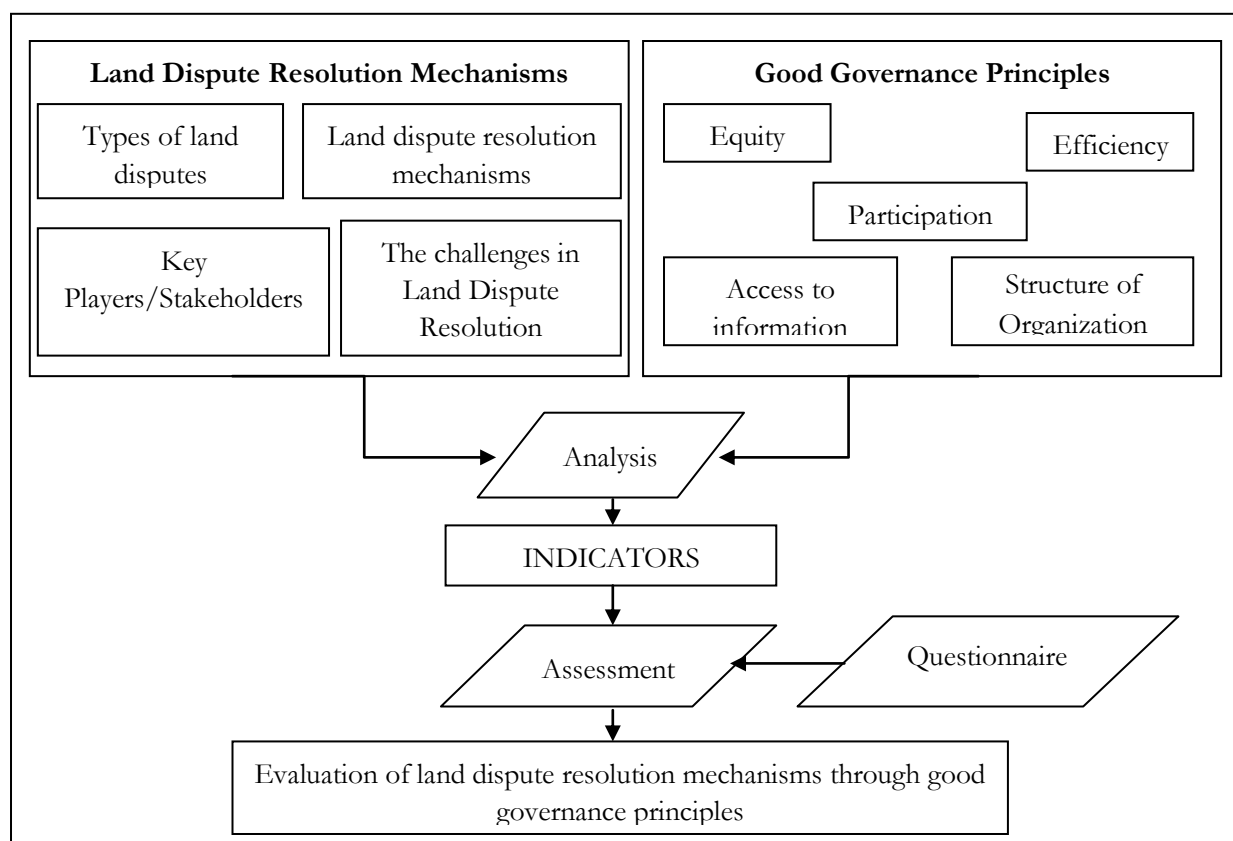 Land Dispute Resolution Mechanisms
Types of land
disputes
Land dispute resolution
mechanisms
Key
Players/Stakeholders
The challenges in
Land Dispute
Resolution
Good Governance Principles
Equity
Efficiency
Participation
Access to
information
Structure of
Organization
Analysis
INDICATORS
Assessment
Questionnaire
Evaluation of land dispute resolution mechanisms through good
governance principles